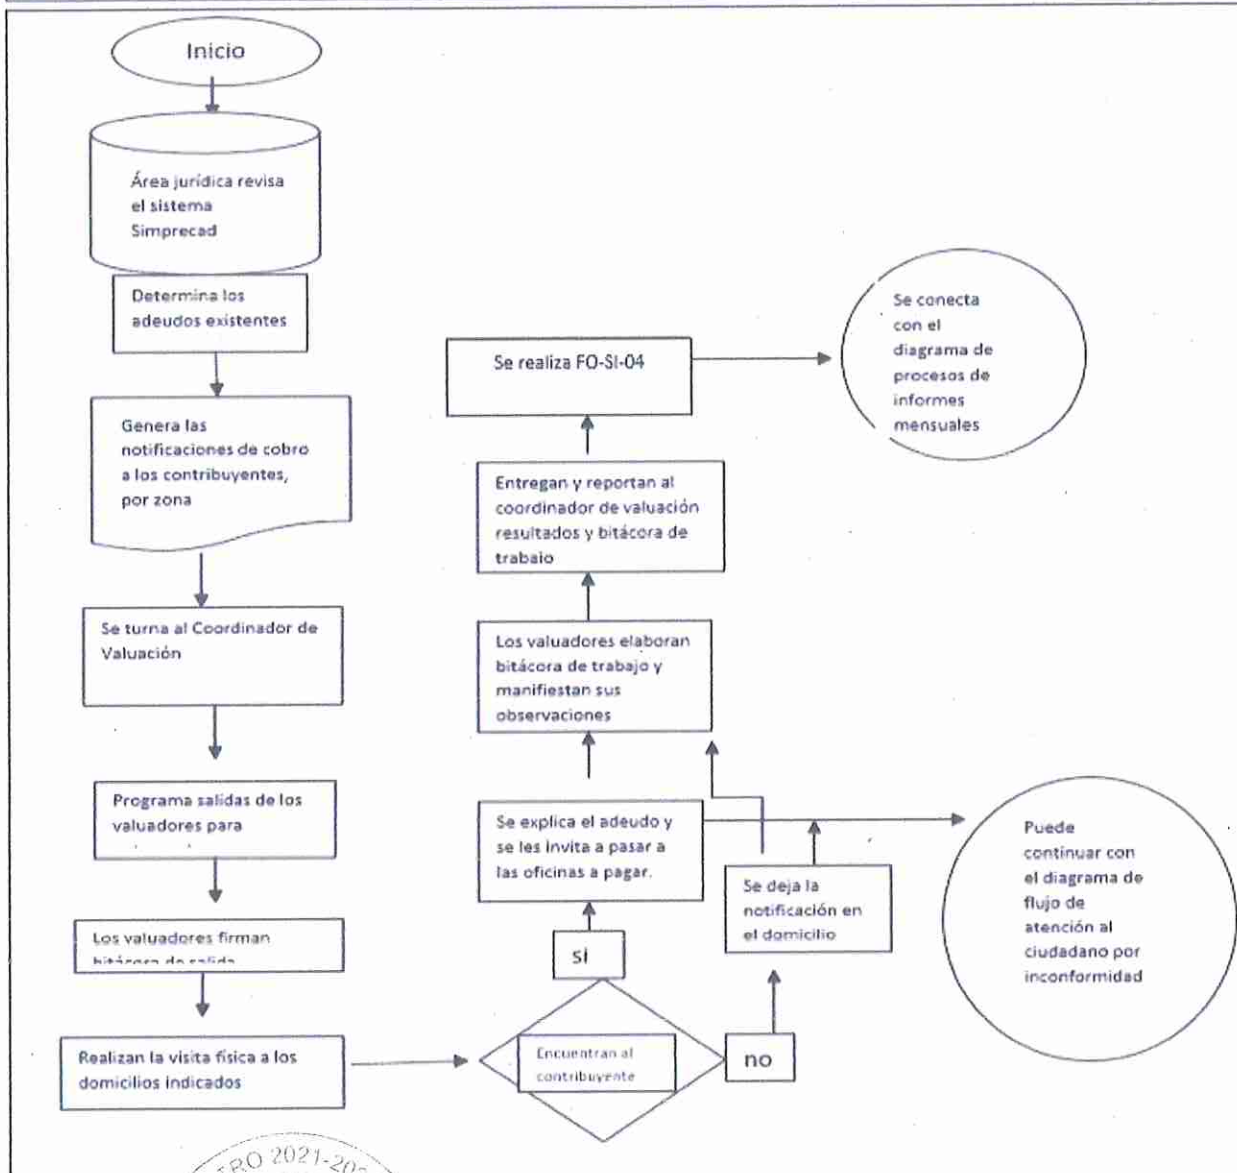 Inicio
Área jurídica revisa
el sistema
Simprecad
Determina los
adeudos existentes
Genera las
notificaciones de cobro
a los contribuyentes,
por zona
Se turna al Coordinador de
Valuación
Programa salidas de los
valuadores para
Los valuadores firman
bitácora de salida
Realizan la visita física a los
domicilios indicados
Encuentran al
contribuyente
si
no
Se explica el adeudo y
se les invita a pasar a
las oficinas a pagar.
Se deja la
notificación en
el domicilio
Los valuadores elaboran
bitácora de trabajo y
manifiestan sus
observaciones
Entregan y reportan al
coordinador de valuación
resultados y bitácora de
trabajo
Se realiza FO-SI-04
Se conecta
con el
diagrama de
procesos de
informes
mensuales
Puede
continuar con
el diagrama de
flujo de
atención al
ciudadano por
inconformidad
2021-